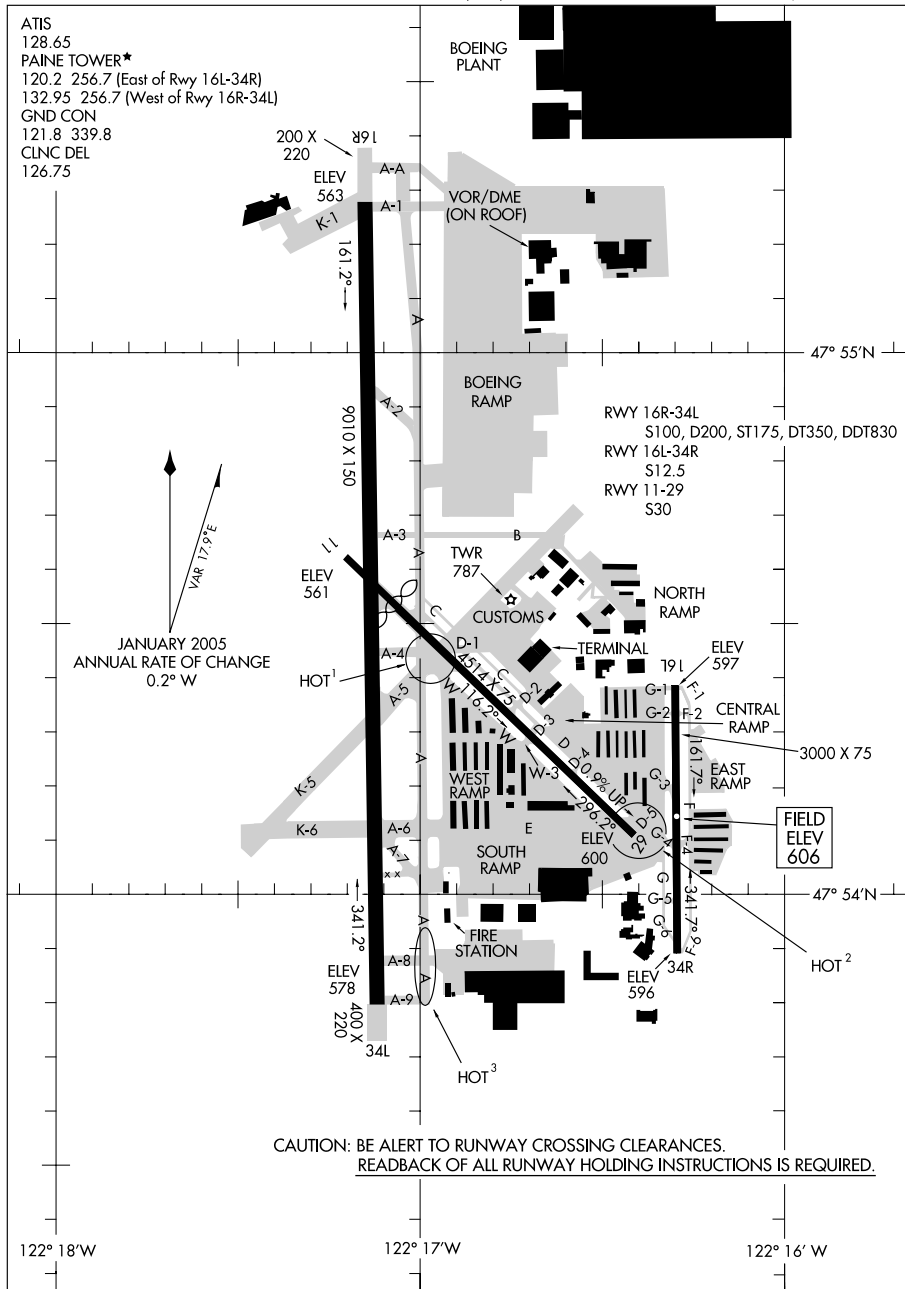 ATIS
128.65
PAINE TOWER★
120.2 256.7 (East of Rwy 16L-34R)
132.95 256.7 (West of Rwy 16R-34L)
GND CON
121.8 339.8
CLNC DEL
126.75
BOEING
PLANT
200 X
220
16R
A-A
ELEV
563
A-1
K-1
VOR/DME
(ON ROOF)
161.2°
A
47° 55'N
BOEING
RAMP
A-2
9010 X 150
RWY 16R-34L
S100, D200, ST175, DT350, DDT830
RWY 16L-34R
S12.5
RWY 11-29
S30
VAR 17.9°E
JANUARY 2005
ANNUAL RATE OF CHANGE
0.2° W
A-3
B
A
11
ELEV
561
TWR
787
CUSTOMS
NORTH
RAMP
C
D-1
TERMINAL
A-4
HOT¹
A-5
4514 X 75
116.2°
C
D-2
D-3
D
D-4
0.9% UP
D-5
296.2°
29
W
W
W-3
16L
ELEV
597
G-1
F-1
G-2
F-2
CENTRAL
RAMP
3000 X 75
161.7°
G-3
F
EAST
RAMP
A
WEST
RAMP
K-5
K-6
A-6
E
ELEV
600
G-4
F-4
FIELD
ELEV
606
A-7
x x
SOUTH
RAMP
47° 54'N
G
G-5
G-6
341.7°
F-6
34R
ELEV
596
HOT²
341.2°
A
FIRE
STATION
A-8
A
ELEV
578
A-9
400 X
220
34L
HOT³
CAUTION: BE ALERT TO RUNWAY CROSSING CLEARANCES.
READBACK OF ALL RUNWAY HOLDING INSTRUCTIONS IS REQUIRED.
122° 18'W
122° 17'W
122° 16' W